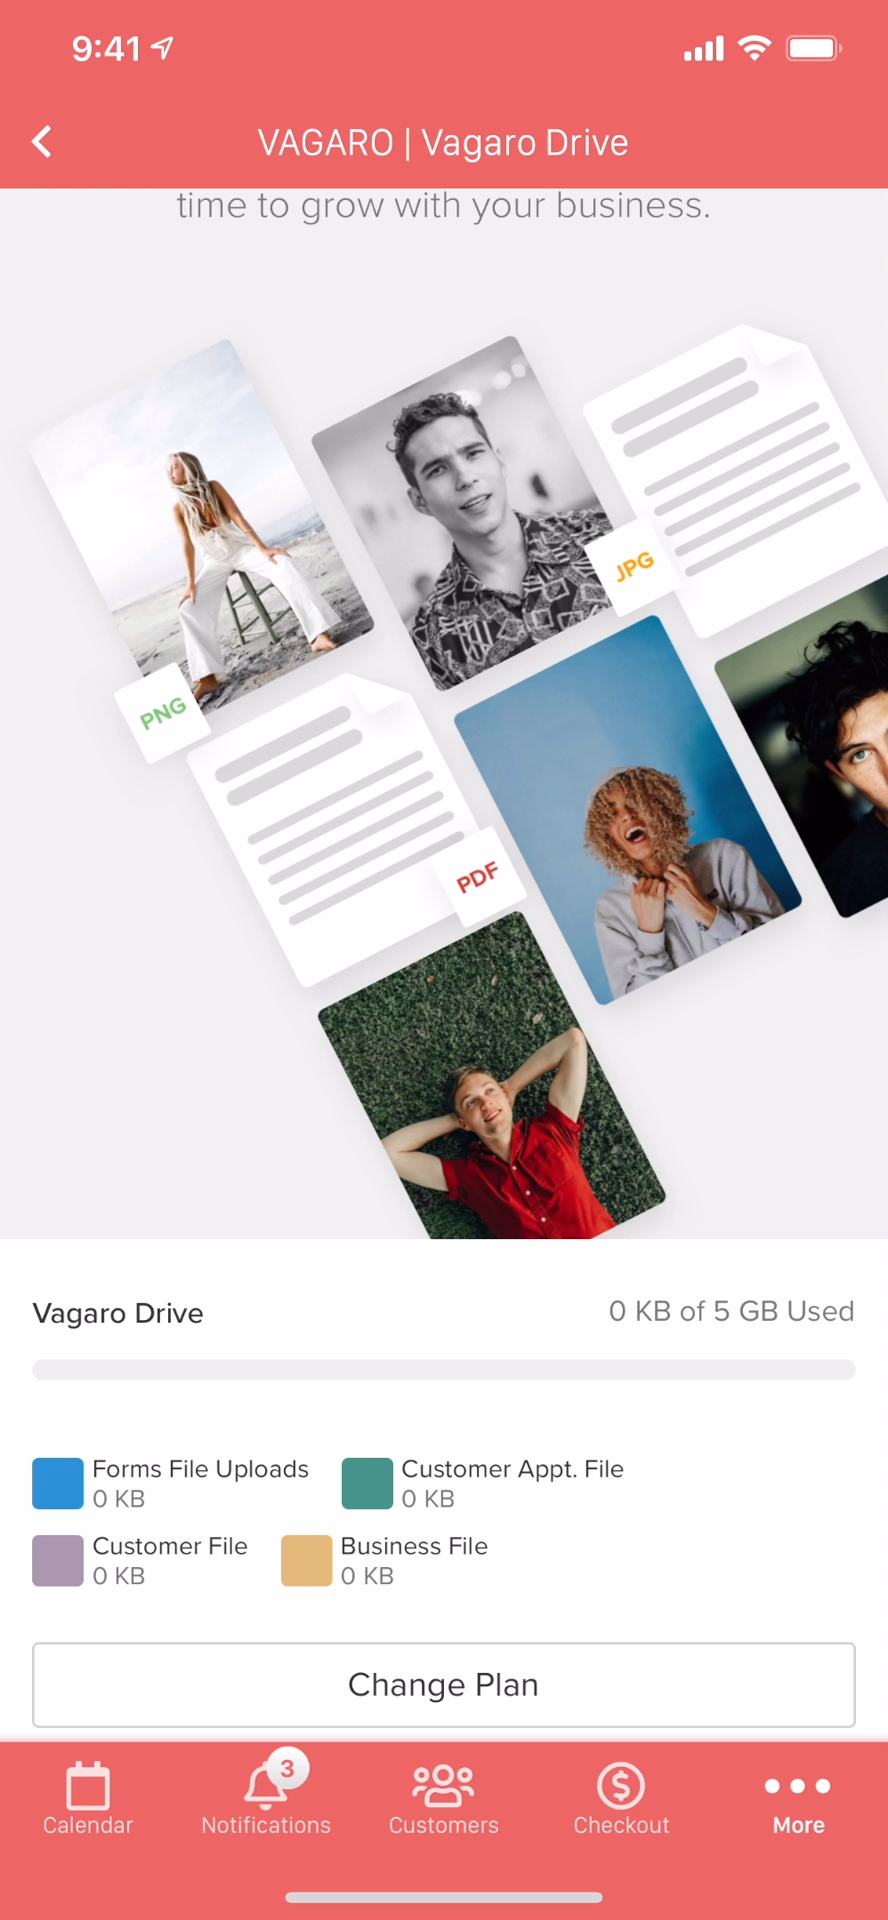 9:41
VAGARO | Vagaro Drive
time to grow with your business.
JPG
PNG
PDF
Vagaro Drive
0 KB of 5 GB Used
Forms File Uploads
0 KB
Customer Appt. File
0 KB
Customer File
0 KB
Business File
0 KB
Change Plan
3
Calendar
Notifications
Customers
Checkout
More